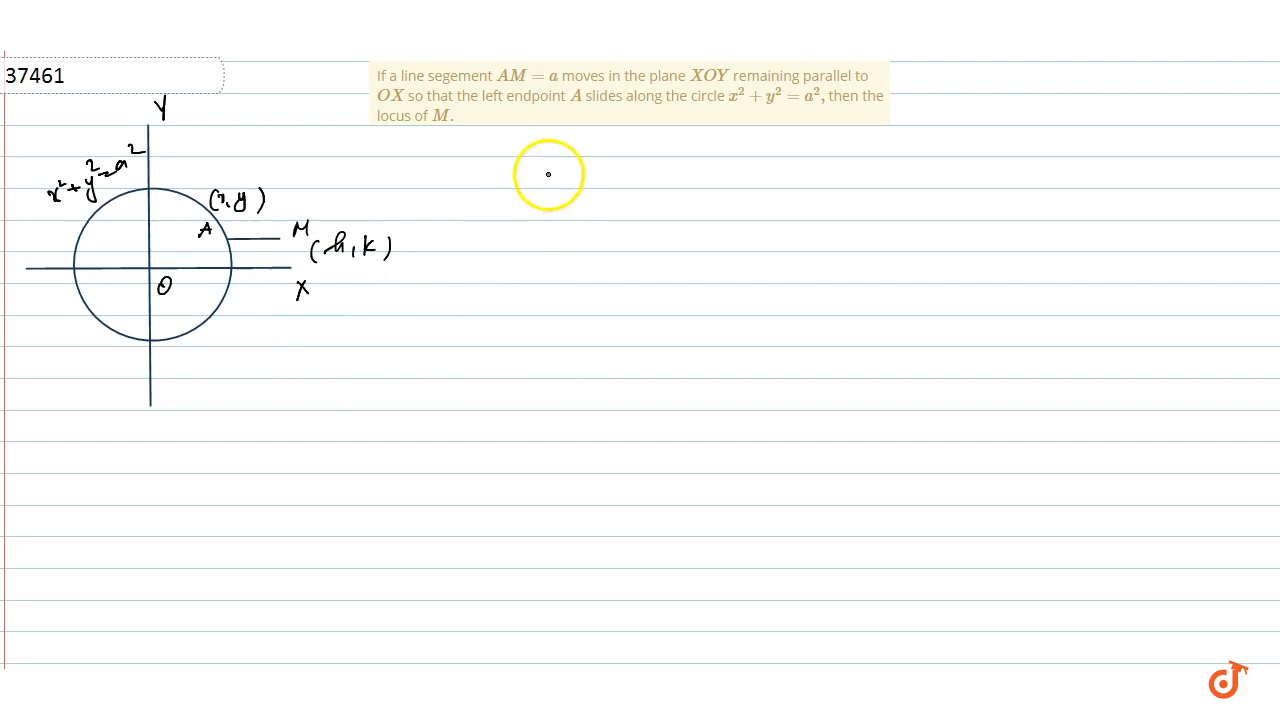 37461
If a line segement AM = a moves in the plane XOY remaining parallel to
OX so that the left endpoint A slides along the circle x² + y² = a², then the
locus of M.
Y
x² + y² = a²
(x, y)
A
M
(h, k)
O
X